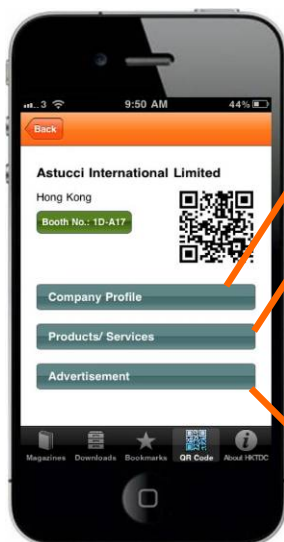 ..ıl..3 9:50 AM 44%
Back
Astucci International Limited
Hong Kong
Booth No.: 1D-A17
Company Profile
Products/ Services
Advertisement
Magazines Downloads Bookmarks QR Code About HKTDC